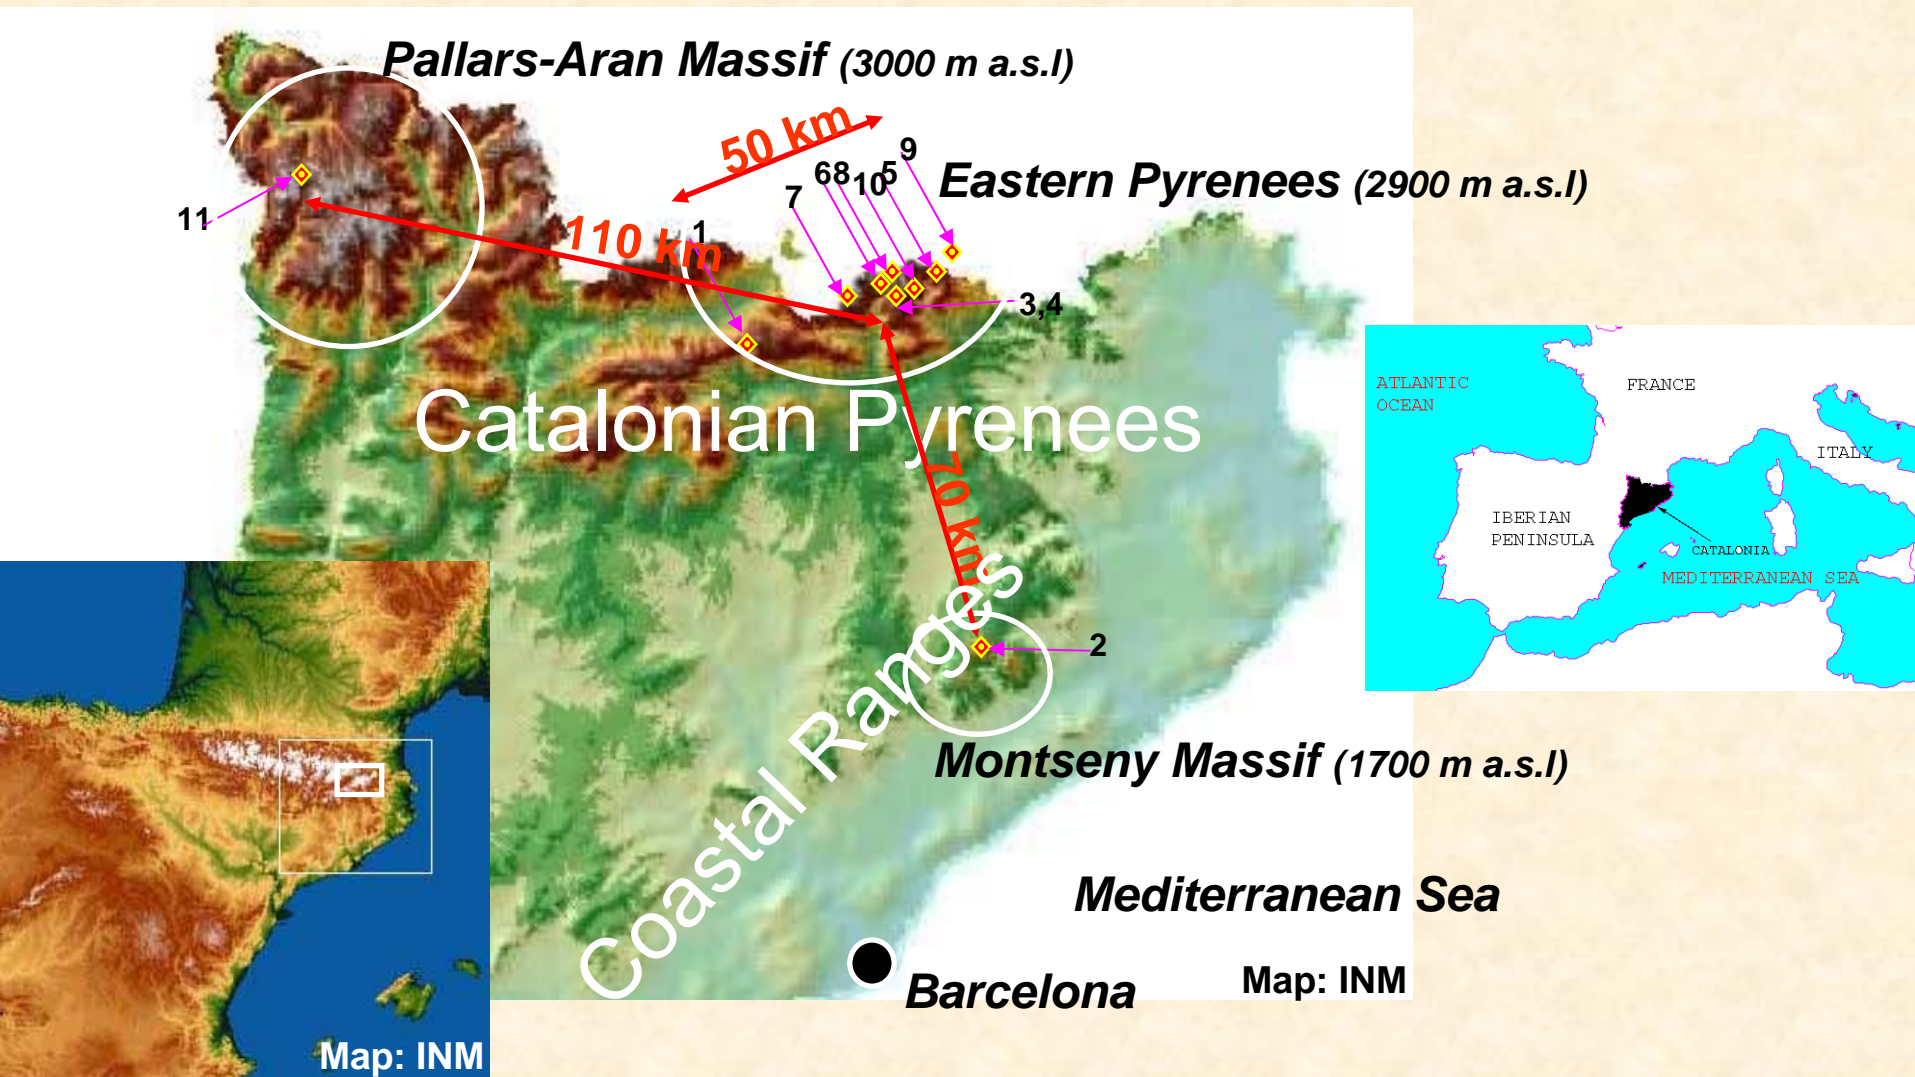 Pallars-Aran Massif (3000 m a.s.l)
50 km
9
6 8 10 5
7
Eastern Pyrenees (2900 m a.s.l)
11
110 km
1
3,4
Catalonian Pyrenees
70 km
Coastal Ranges
2
Montseny Massif (1700 m a.s.l)
Mediterranean Sea
Barcelona
Map: INM
Map: INM
ATLANTIC
OCEAN
FRANCE
ITALY
IBERIAN
PENINSULA
CATALONIA
MEDITERRANEAN SEA